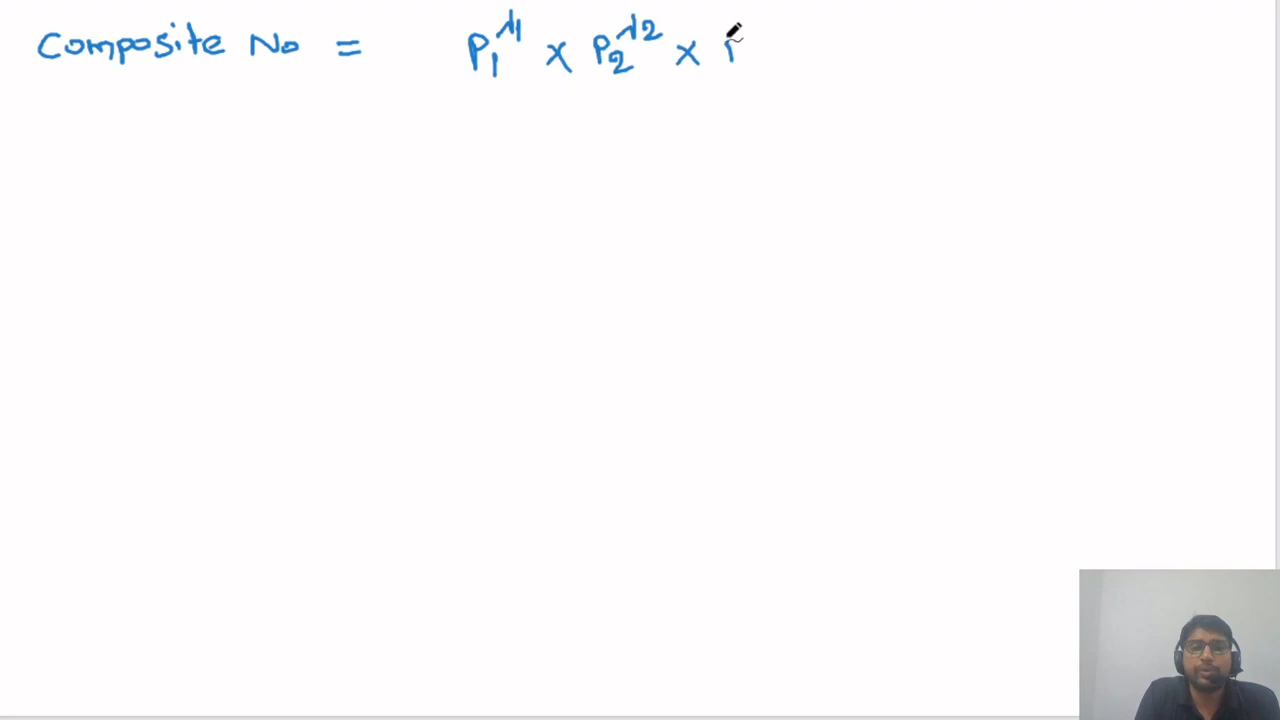 Composite No = P₁^λ1 × P₂^λ2 ×